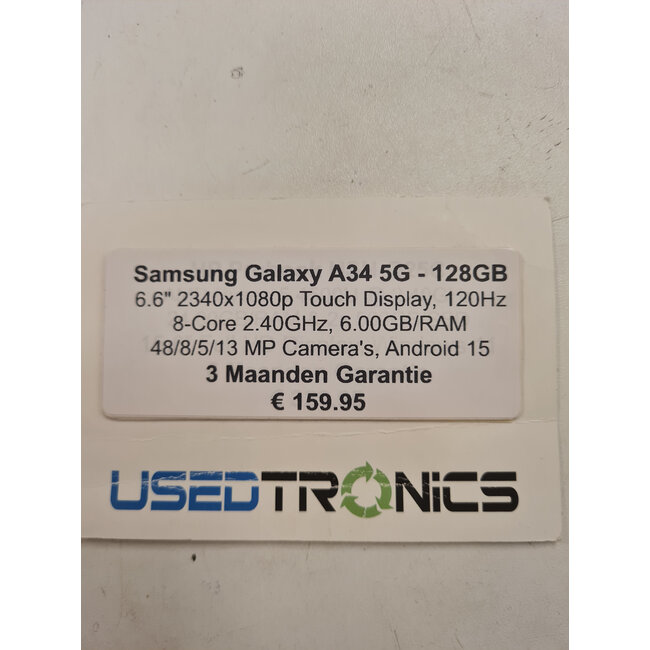 Samsung Galaxy A34 5G - 128GB
6.6" 2340x1080p Touch Display, 120Hz
8-Core 2.40GHz, 6.00GB/RAM
48/8/5/13 MP Camera's, Android 15
3 Maanden Garantie
€ 159.95
USEDTRONiCS